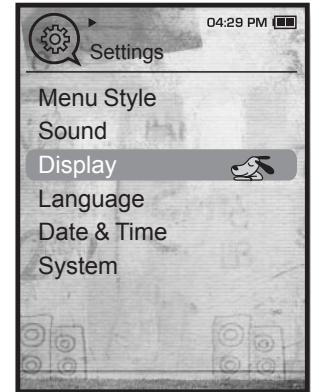 04:29 PM
Settings
Menu Style
Sound
Display
Language
Date & Time
System